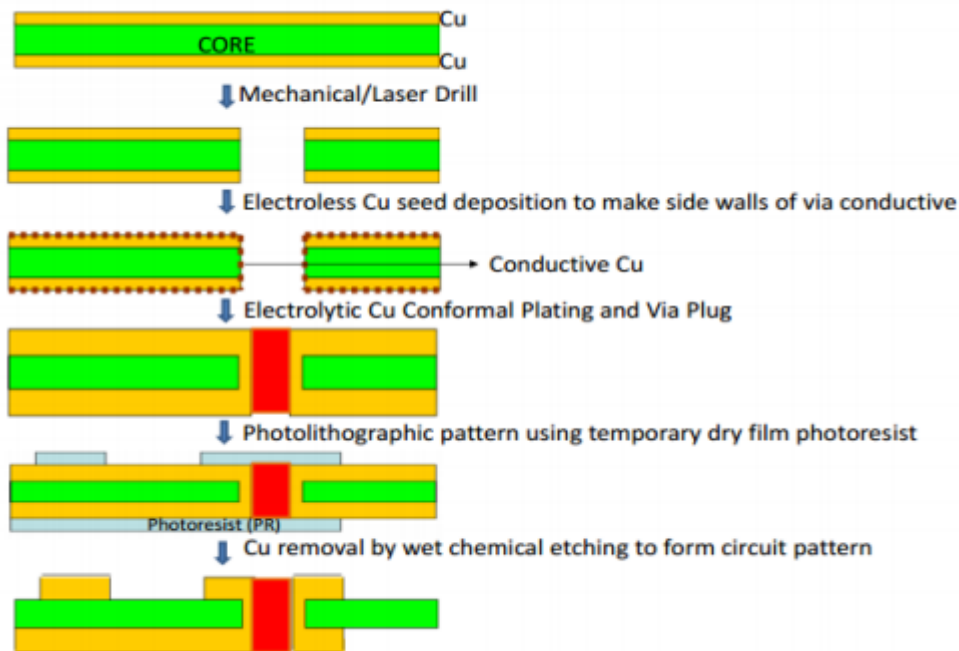 Cu
CORE
Cu
Mechanical/Laser Drill
Electroless Cu seed deposition to make side walls of via conductive
Conductive Cu
Electrolytic Cu Conformal Plating and Via Plug
Photolithographic pattern using temporary dry film photoresist
Photoresist (PR)
Cu removal by wet chemical etching to form circuit pattern